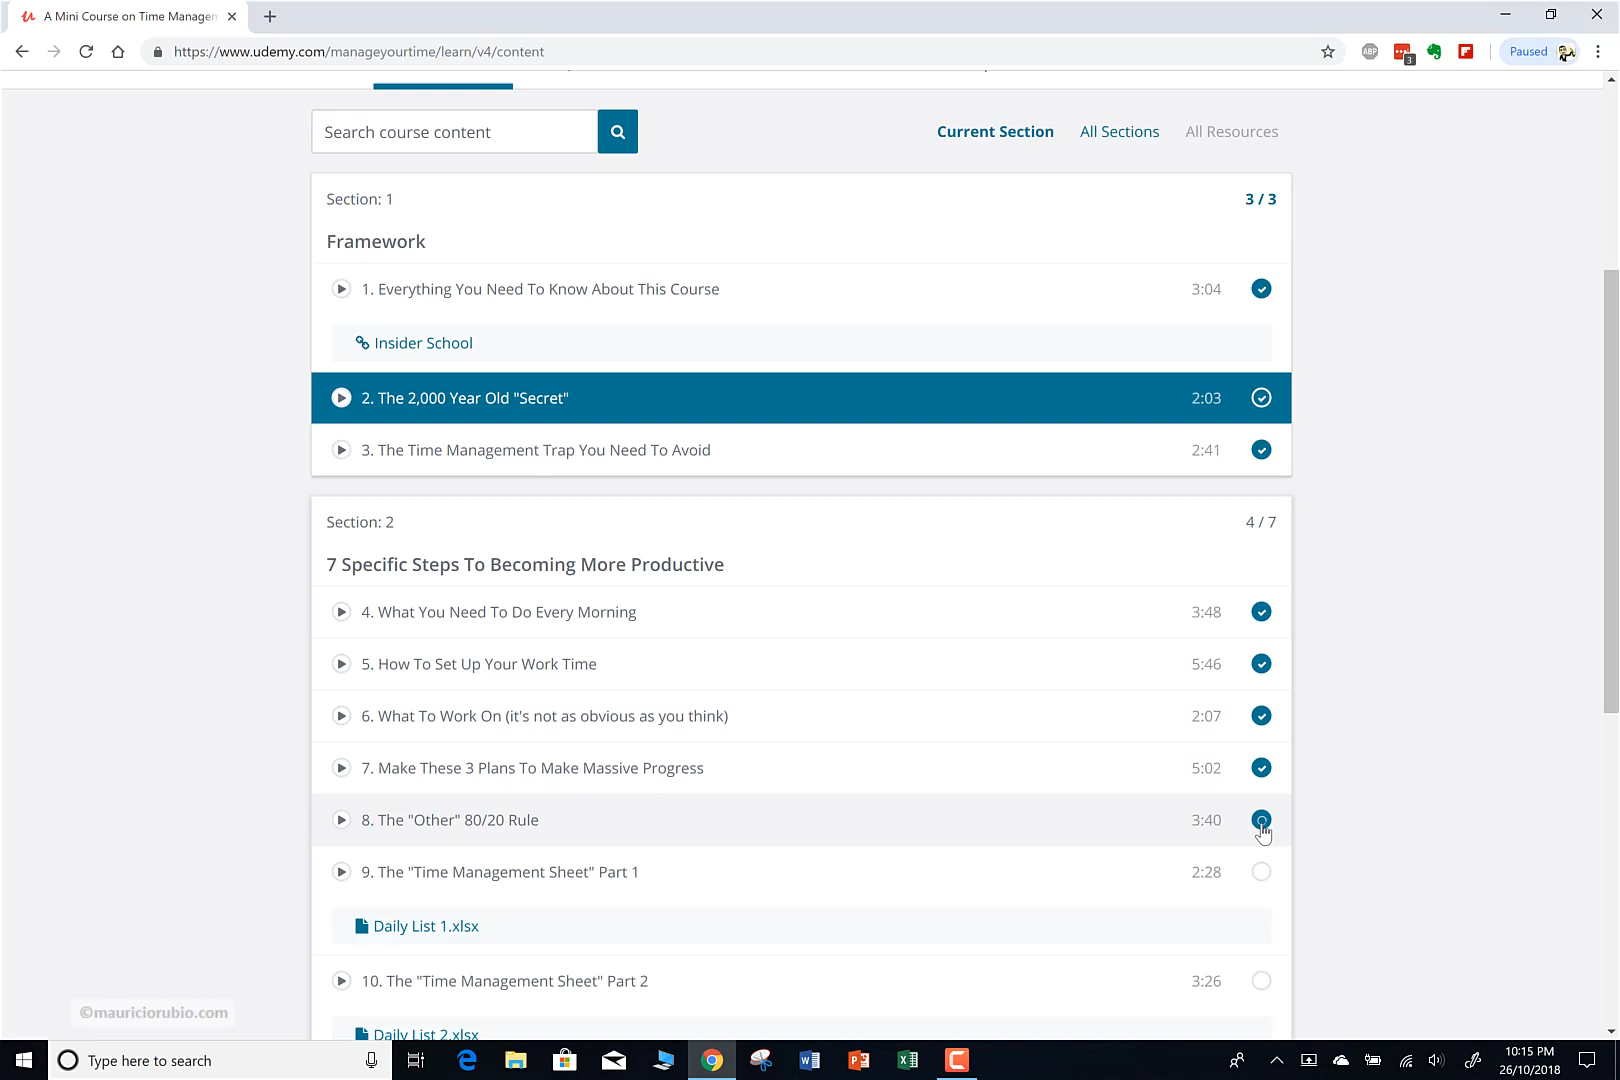 A Mini Course on Time Managem
https://www.udemy.com/manageyourtime/learn/v4/content
ABP
3
Paused
Search course content
Current Section
All Sections
All Resources
Section: 1
3 / 3
Framework
1. Everything You Need To Know About This Course
3:04
Insider School
2. The 2,000 Year Old "Secret"
2:03
3. The Time Management Trap You Need To Avoid
2:41
Section: 2
4 / 7
7 Specific Steps To Becoming More Productive
4. What You Need To Do Every Morning
3:48
5. How To Set Up Your Work Time
5:46
6. What To Work On (it's not as obvious as you think)
2:07
7. Make These 3 Plans To Make Massive Progress
5:02
8. The "Other" 80/20 Rule
3:40
9. The "Time Management Sheet" Part 1
2:28
Daily List 1.xlsx
10. The "Time Management Sheet" Part 2
3:26
Daily List 2.xlsx
©mauriciorubio.com
Type here to search
10:15 PM
26/10/2018